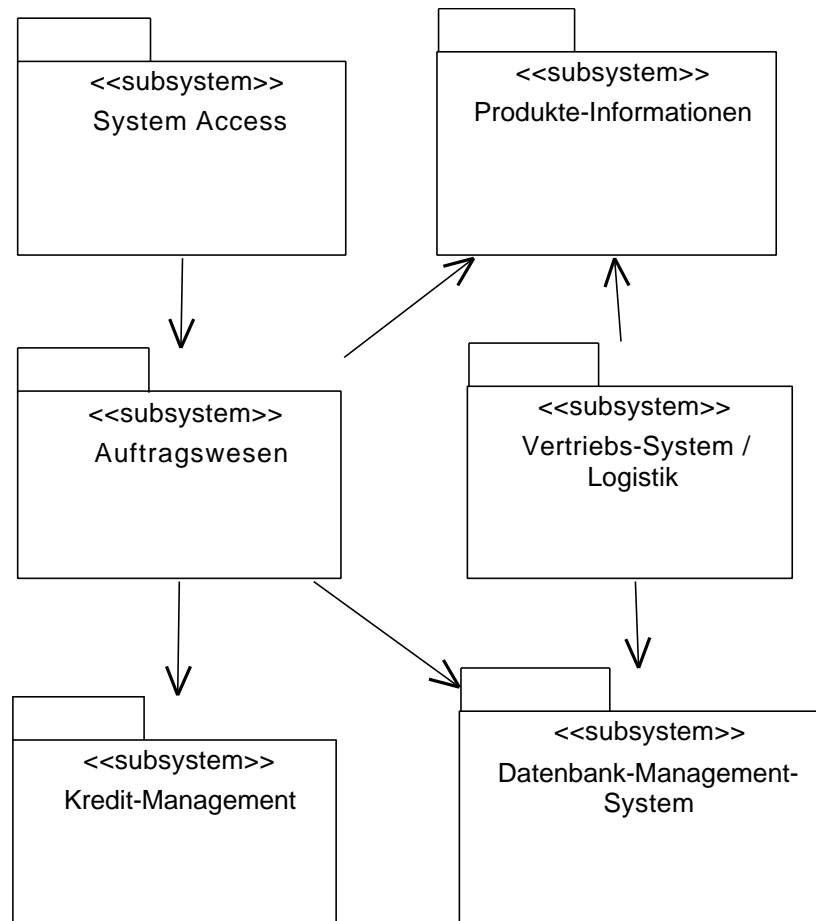 <<subsystem>>
System Access
<<subsystem>>
Produkte-Informationen
<<subsystem>>
Auftragswesen
<<subsystem>>
Vertriebs-System /
Logistik
<<subsystem>>
Kredit-Management
<<subsystem>>
Datenbank-Management-
System